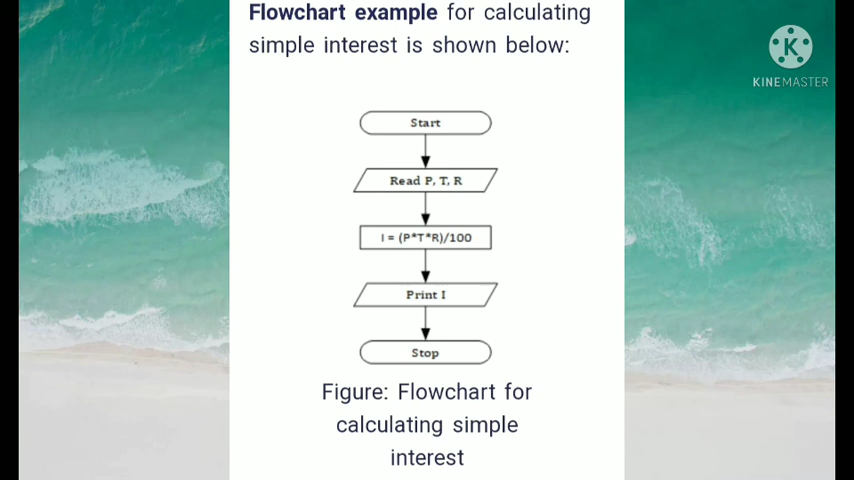 Flowchart example for calculating
simple interest is shown below:
KINEMASTER
Start
Read P, T, R
I = (P*T*R)/100
Print I
Stop
Figure: Flowchart for
calculating simple
interest